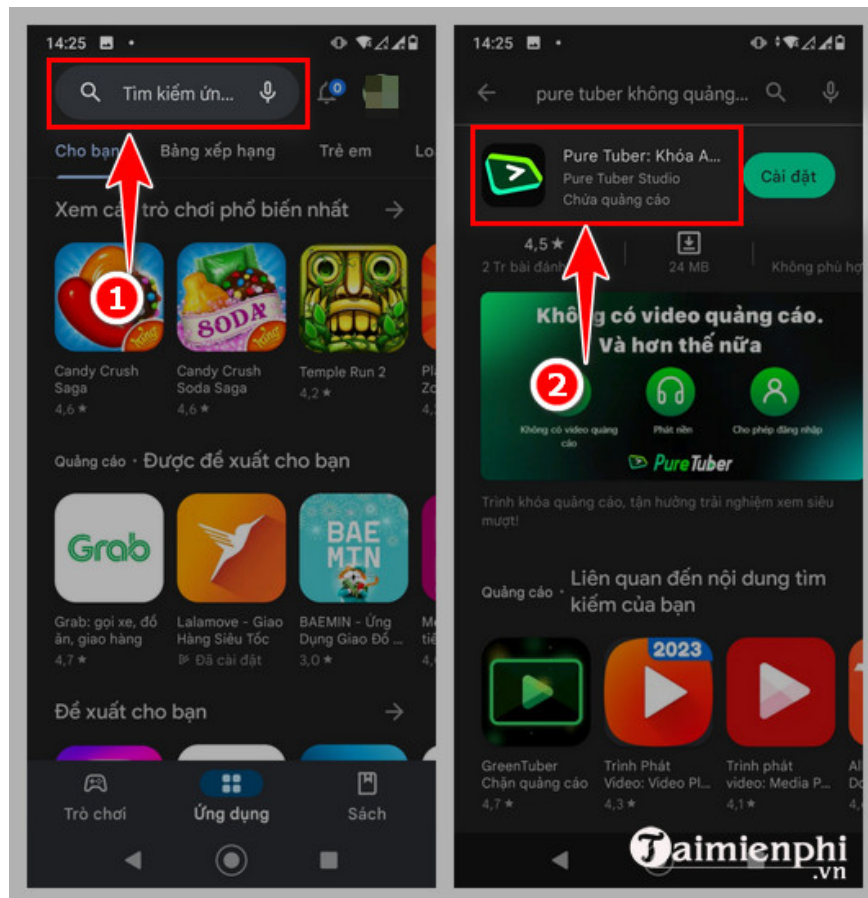 14:25
Tìm kiếm ứn...
0
Cho bạn
Bảng xếp hạng
Trẻ em
Xem các trò chơi phổ biến nhất
1
SODA
King
King
Candy Crush
Saga
4,6 ★
Candy Crush
Soda Saga
4,6 ★
Temple Run 2
4,2 ★
Quảng cáo · Được đề xuất cho bạn
Grab
BAE
MIN
Grab: gọi xe, đồ
ăn, giao hàng
4,7 ★
Lalamove - Giao
Hàng Siêu Tốc
Đã cài đặt
BAEMIN - Ứng
Dụng Giao Đồ ...
3,0 ★
Đề xuất cho bạn
Trò chơi
Ứng dụng
Sách
14:25
pure tuber không quảng...
Pure Tuber: Khóa A...
Pure Tuber Studio
Chứa quảng cáo
Cài đặt
4,5 ★
2 Tr bài đánh
24 MB
Không phù hợ
Không có video quảng cáo.
Và hơn thế nữa
2
Không có video quảng
cáo
Phát nền
Cho phép đăng nhập
PureTuber
Trình khóa quảng cáo, tận hưởng trải nghiệm xem siêu
mượt!
Quảng cáo · Liên quan đến nội dung tìm
kiếm của bạn
2023
GreenTuber
Chặn quảng cáo
4,7 ★
Trình Phát
Video: Video Pl...
4,3 ★
Trình phát
video: Media P...
4,1 ★
Taimienphi
.vn